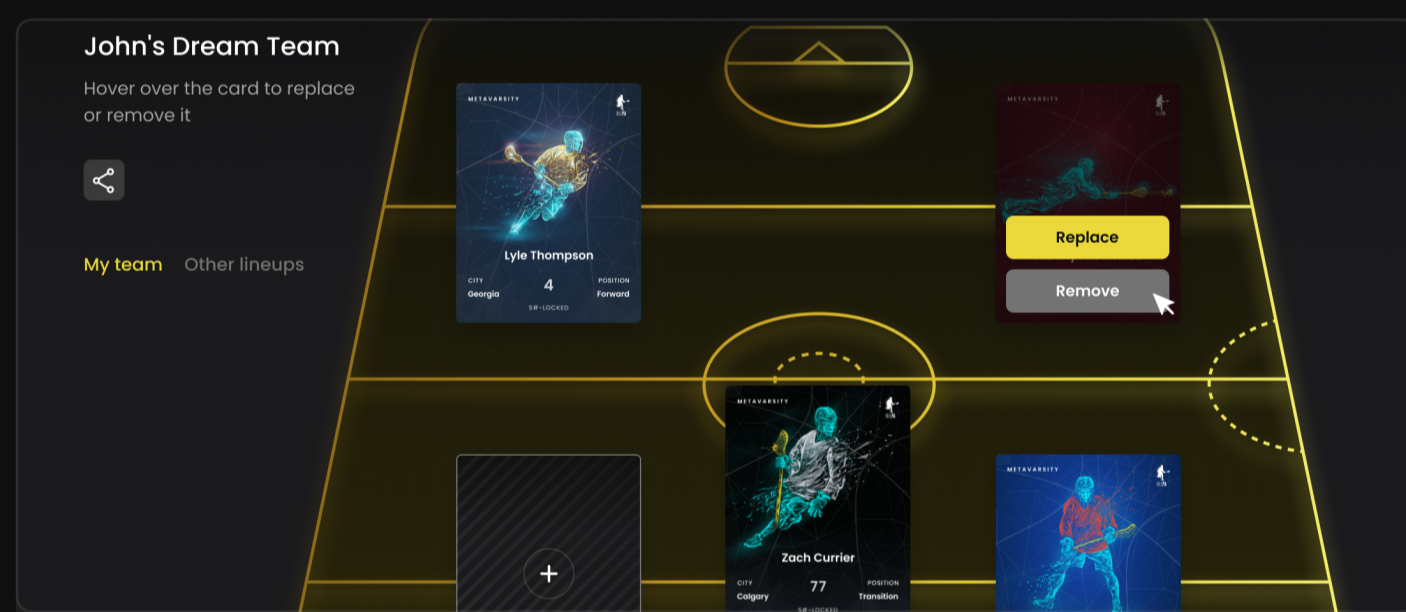 John's Dream Team
Hover over the card to replace
or remove it
My team
Other lineups
METAVARSITY
Lyle Thompson
CITY
Georgia
4
POSITION
Forward
METAVARSITY
Replace
Remove
METAVARSITY
Zach Currier
CITY
Calgary
77
POSITION
Transition
METAVARSITY